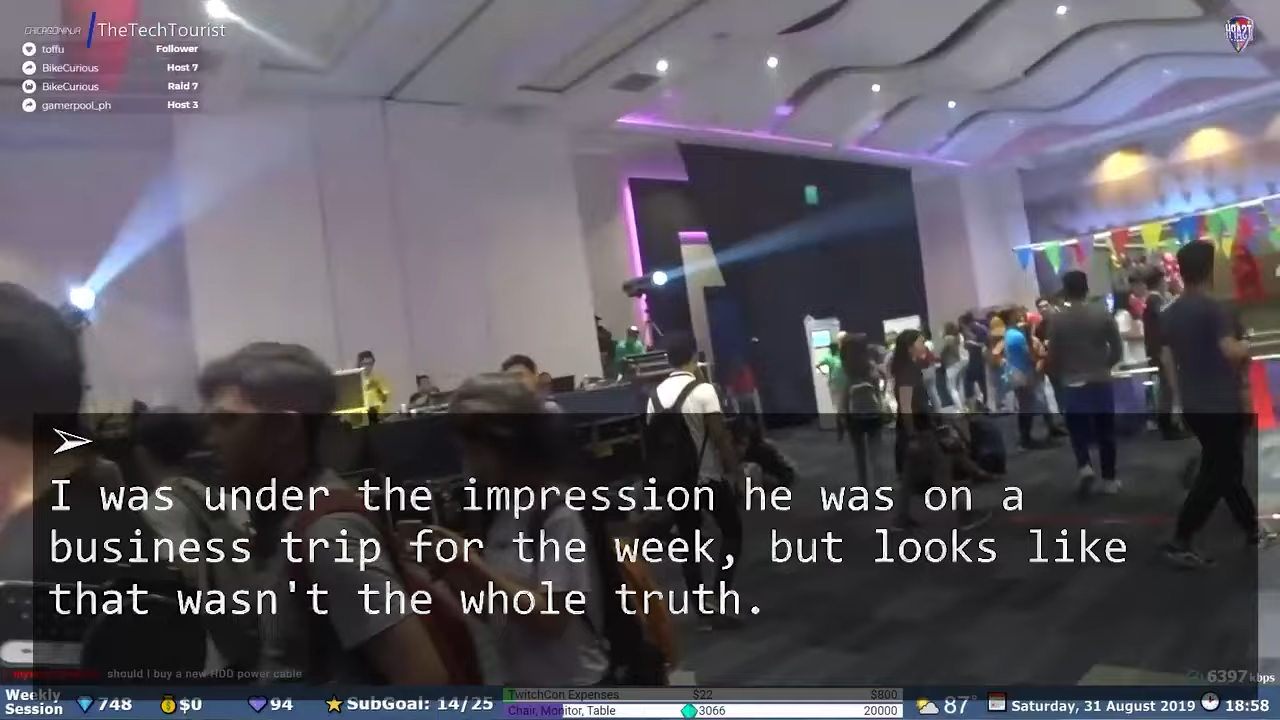 CHICAGONINJA
TheTechTourist
toffu Follower
BikeCurious Host 7
BikeCurious Raid 7
gamerpool_ph Host 3
I was under the impression he was on a
business trip for the week, but looks like
that wasn't the whole truth.
should I buy a new HDD power cable
6397 kbps
Weekly
Session
748
$0
94
SubGoal: 14/25
TwitchCon Expenses $22 $800
Chair, Monitor, Table 3066 20000
87°
Saturday, 31 August 2019
18:58